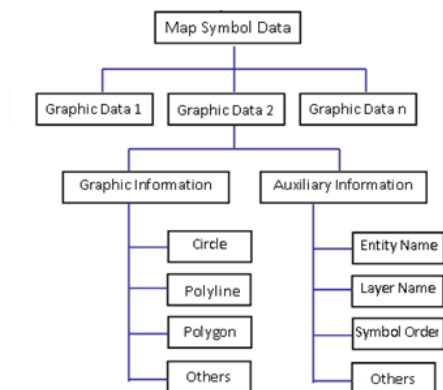 Map Symbol Data
Graphic Data 1
Graphic Data 2
Graphic Data n
Graphic Information
Auxiliary Information
Circle
Entity Name
Polyline
Layer Name
Polygon
Symbol Order
Others
Others